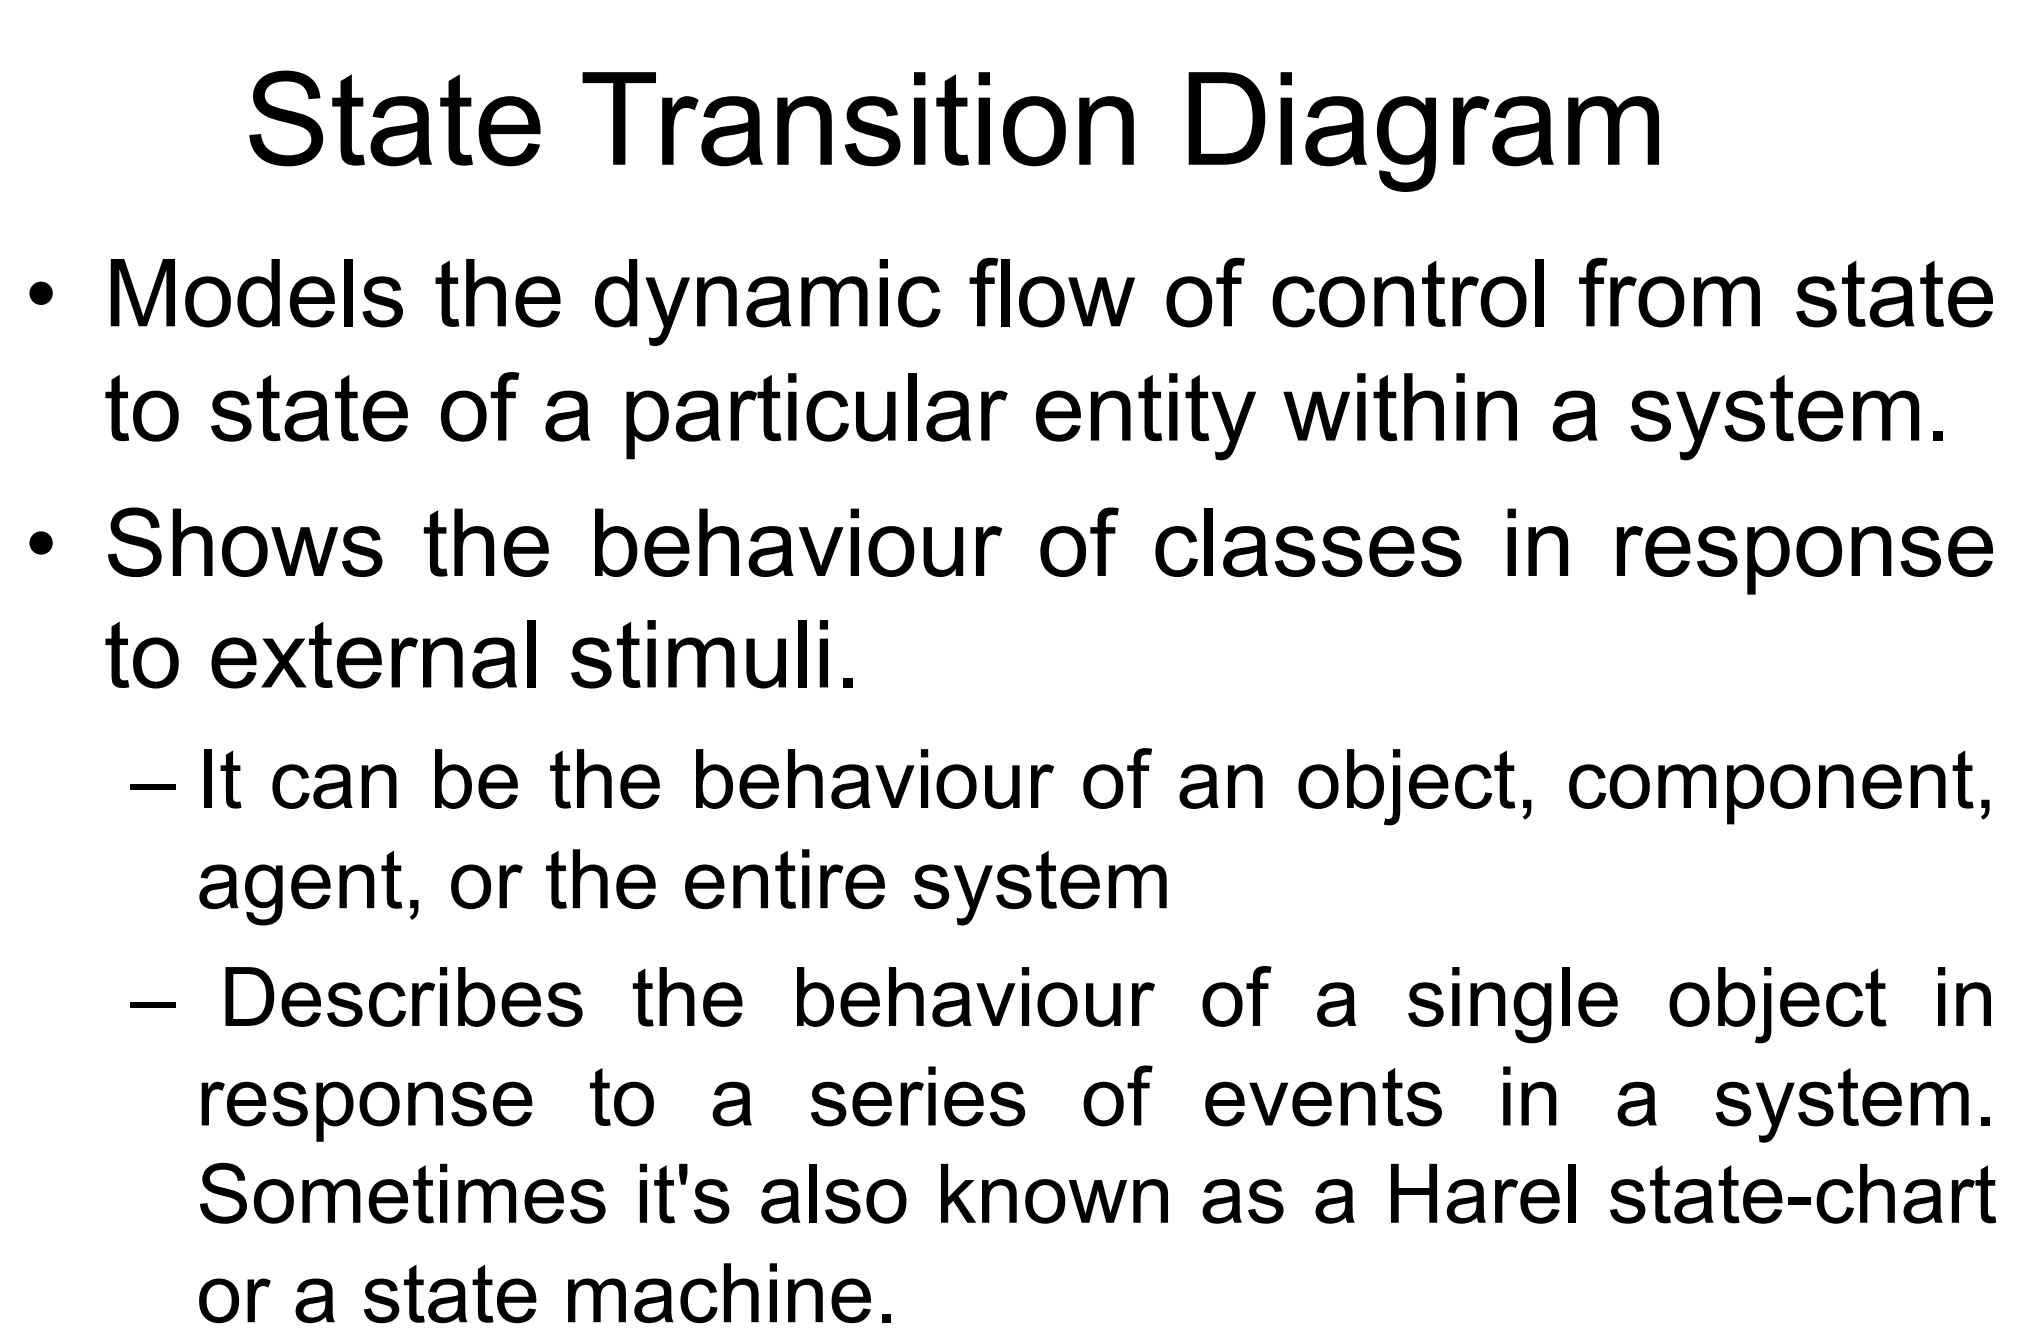 State Transition Diagram
• Models the dynamic flow of control from state
to state of a particular entity within a system.
• Shows the behaviour of classes in response
to external stimuli.
– It can be the behaviour of an object, component,
agent, or the entire system
– Describes the behaviour of a single object in
response to a series of events in a system.
Sometimes it's also known as a Harel state-chart
or a state machine.